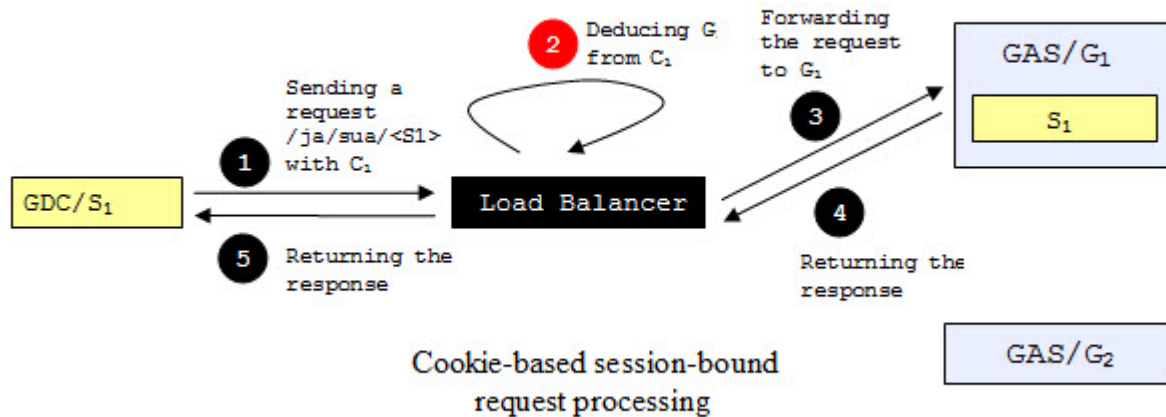 2
Deducing G
from C₁
Forwarding
the request
to G₁
3
GAS/G₁
S₁
Sending a
request
/ja/sua/<S1>
with C₁
1
GDC/S₁
Load Balancer
4
Returning the
response
5
Returning the
response
GAS/G₂
Cookie-based session-bound
request processing